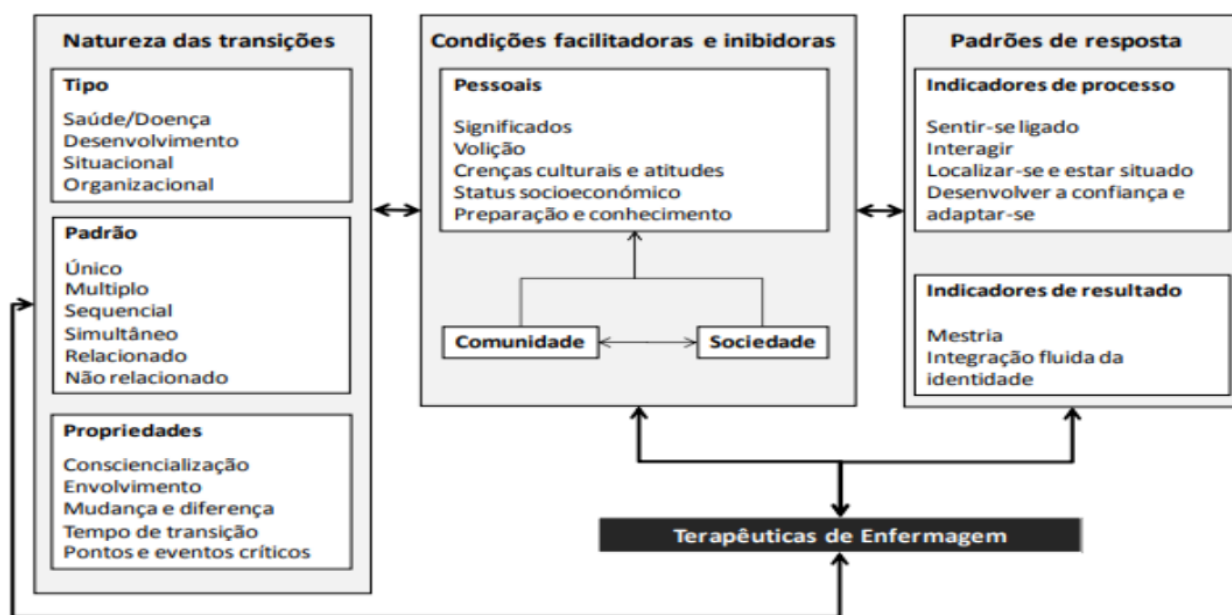 Natureza das transições
Tipo
Saúde/Doença
Desenvolvimento
Situacional
Organizacional
Padrão
Único
Multiplo
Sequencial
Simultâneo
Relacionado
Não relacionado
Propriedades
Consciencialização
Envolvimento
Mudança e diferença
Tempo de transição
Pontos e eventos críticos
Condições facilitadoras e inibidoras
Pessoais
Significados
Volição
Crenças culturais e atitudes
Status socioeconómico
Preparação e conhecimento
Comunidade
Sociedade
Padrões de resposta
Indicadores de processo
Sentir-se ligado
Interagir
Localizar-se e estar situado
Desenvolver a confiança e
adaptar-se
Indicadores de resultado
Mestria
Integração fluida da
identidade
Terapêuticas de Enfermagem